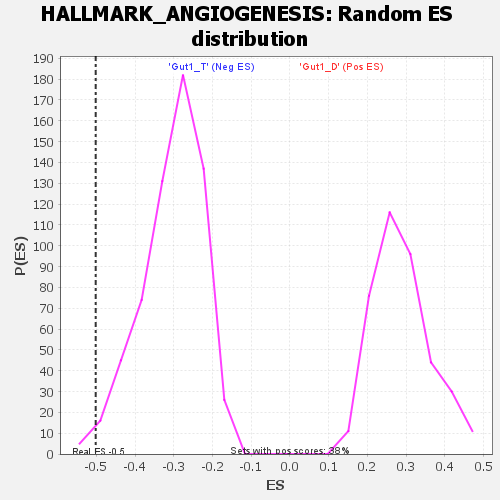 HALLMARK_ANGIOGENESIS: Random ES
distribution
'Gut1_T' (Neg ES)
'Gut1_D' (Pos ES)
P(ES)
190
180
170
160
150
140
130
120
110
100
90
80
70
60
50
40
30
20
10
0
Real ES -0.5
Sets with pos scores: 38%
-0.5 -0.4 -0.3 -0.2 -0.1 0.0 0.1 0.2 0.3 0.4 0.5
ES